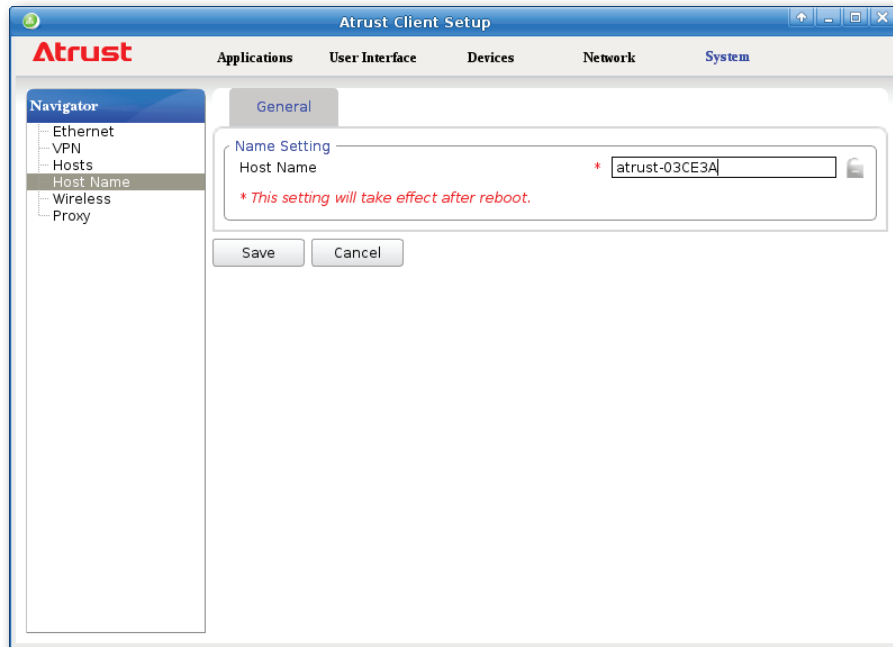 Atrust Client Setup
Atrust
Applications User Interface Devices Network System
Navigator
Ethernet
VPN
Hosts
Host Name
Wireless
Proxy
General
Name Setting
Host Name * atrust-03CE3A
* This setting will take effect after reboot.
Save Cancel